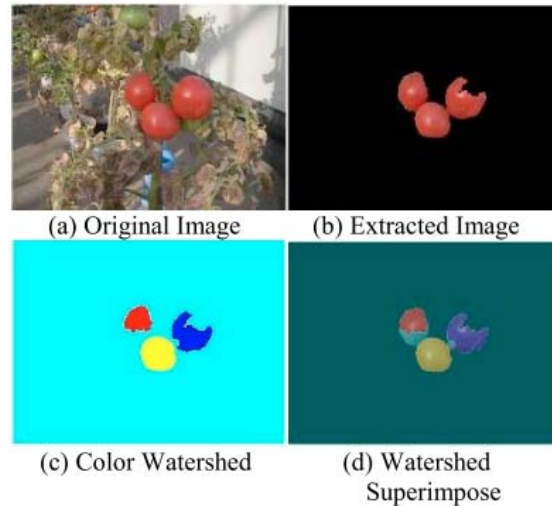 (a) Original Image
(b) Extracted Image
(c) Color Watershed
(d) Watershed
Superimpose